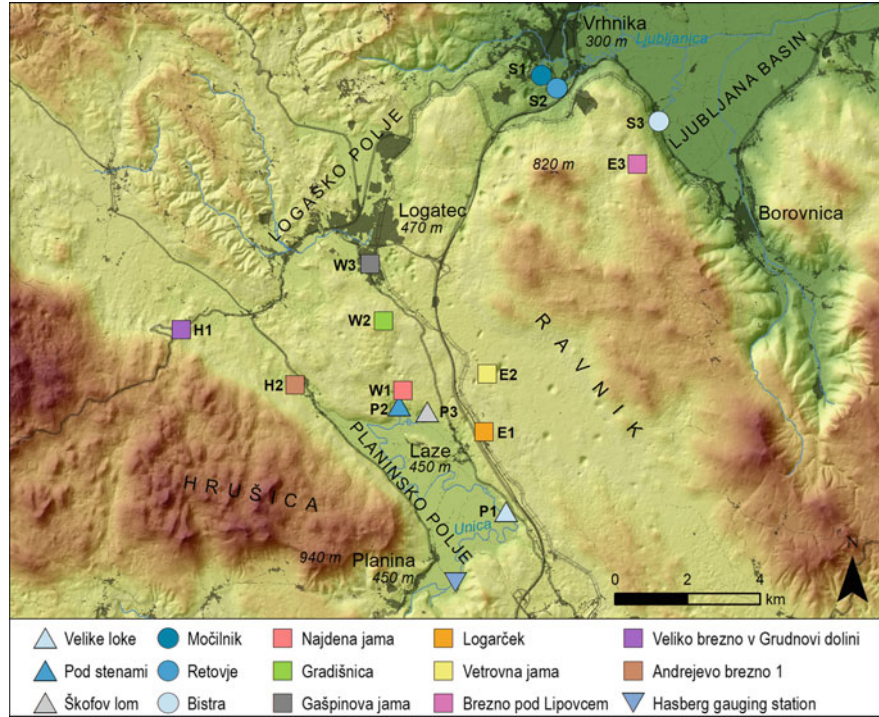 Vrhnika
300 m
Ljubljanica
S1
S2
S3
LJUBLJANA BASIN
820 m
E3
LOGAŠKO POLJE
Logatec
470 m
Borovnica
W3
W2
H1
RAVNIK
E2
H2
W1
P2
P3
E1
Laze
450 m
PLANINSKO POLJE
HRUŠICA
P1
Unica
940 m
Planina
450 m
N
0 2 4
km
Velike loke
Močilnik
Najdena jama
Logarček
Veliko brezno v Grudnovi dolini
Pod stenami
Retovje
Gradišnica
Vetrovna jama
Andrejevo brezno 1
Škofov lom
Bistra
Gašpinova jama
Brezno pod Lipovcem
Hasberg gauging station